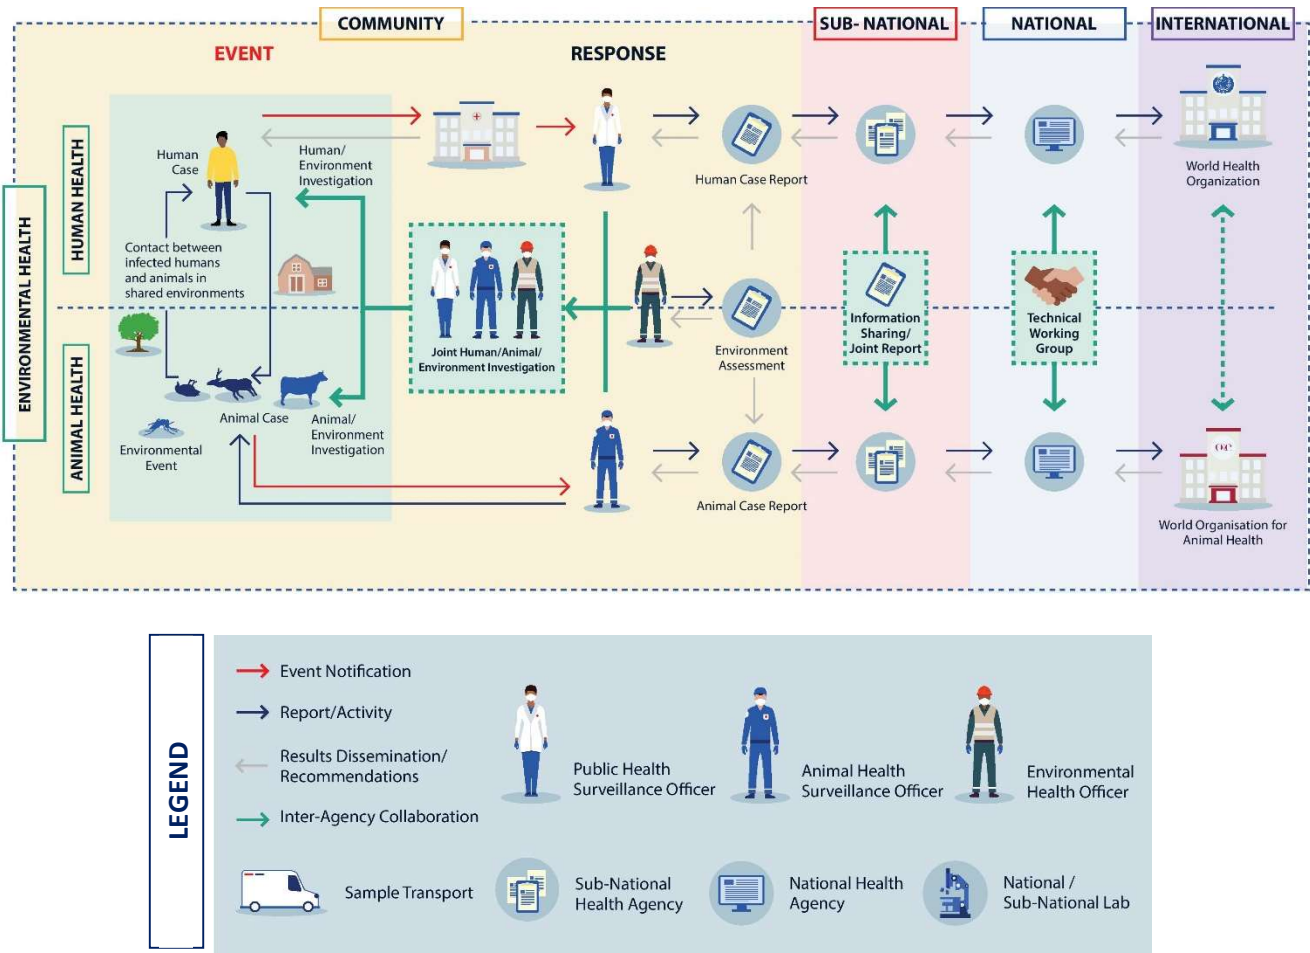 COMMUNITY
SUB- NATIONAL
NATIONAL
INTERNATIONAL
EVENT
RESPONSE
ENVIRONMENTAL HEALTH
HUMAN HEALTH
ANIMAL HEALTH
Human
Case
Human/
Environment
Investigation
Contact between
infected humans
and animals in
shared environments
Human Case Report
World Health
Organization
Joint Human/Animal/
Environment Investigation
Environment
Assessment
Information
Sharing/
Joint Report
Technical
Working
Group
Animal Case
Environmental
Event
Animal/
Environment
Investigation
Animal Case Report
World Organisation for
Animal Health
LEGEND
Event Notification
Report/Activity
Results Dissemination/
Recommendations
Inter-Agency Collaboration
Public Health
Surveillance Officer
Animal Health
Surveillance Officer
Environmental
Health Officer
Sample Transport
Sub-National
Health Agency
National Health
Agency
National /
Sub-National Lab